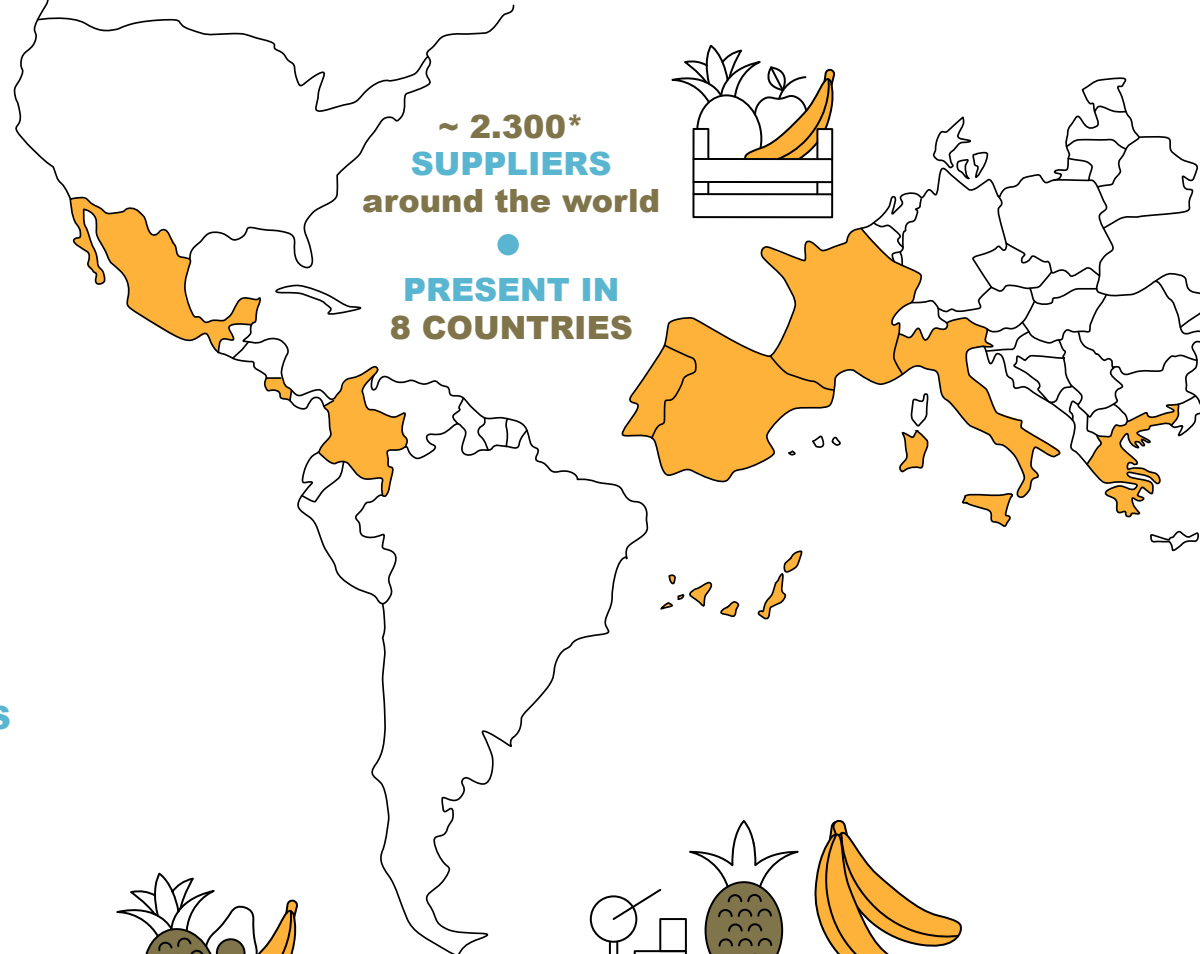 ~ 2.300*
SUPPLIERS
around the world
PRESENT IN
8 COUNTRIES